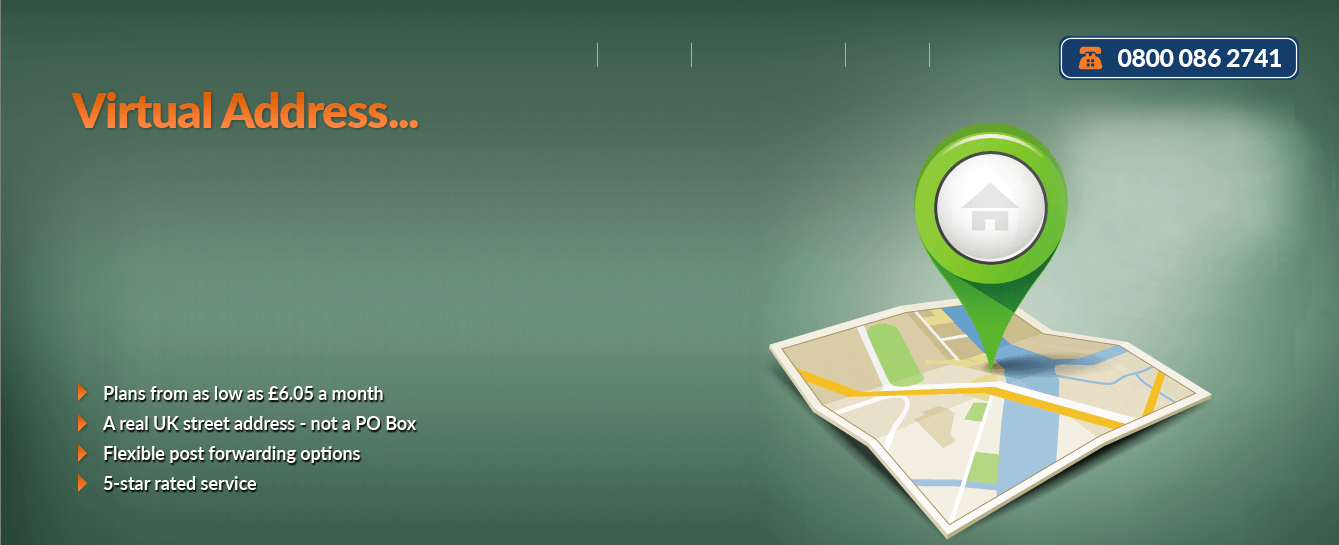 0800 086 2741
Virtual Address...
Plans from as low as £6.05 a month
A real UK street address - not a PO Box
Flexible post forwarding options
5-star rated service